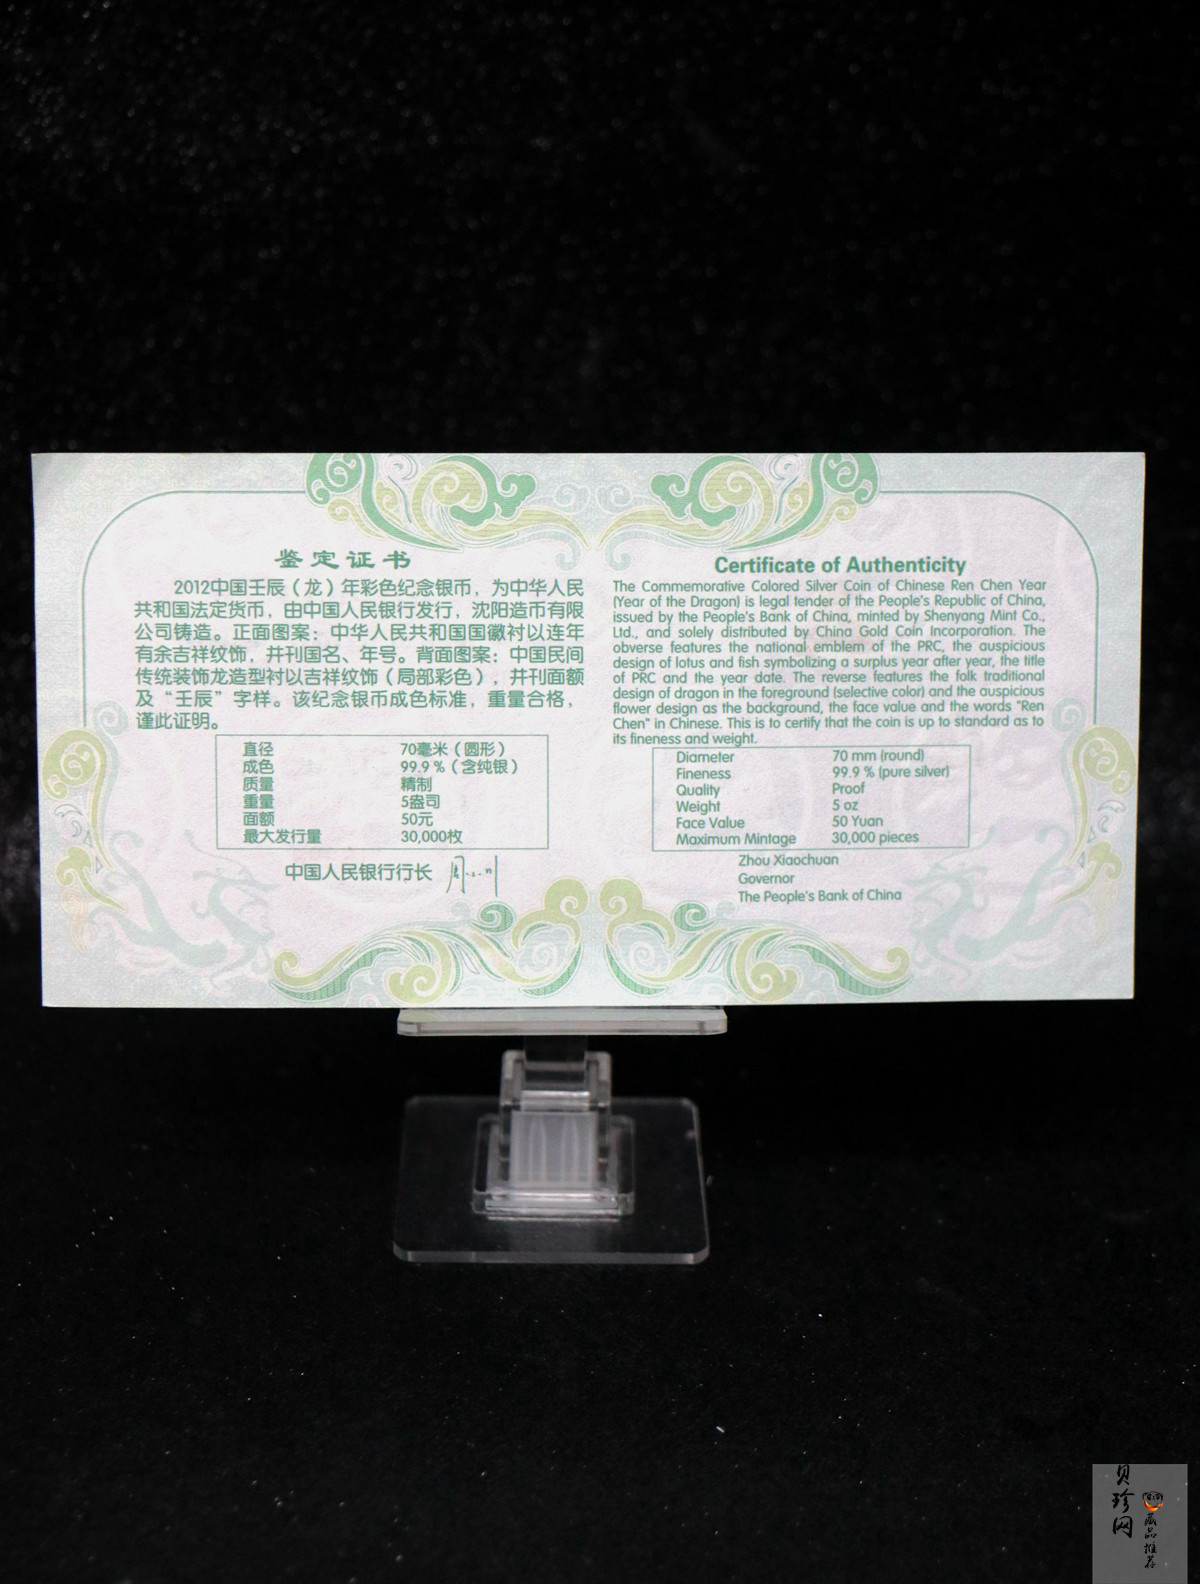 鉴定证书
2012中国壬辰（龙）年彩色纪念银币，为中华人民
共和国法定货币，由中国人民银行发行，沈阳造币有限
公司铸造。正面图案：中华人民共和国国徽衬以连年
有余吉祥纹饰，并刊国名、年号。背面图案：中国民间
传统装饰龙造型衬以吉祥纹饰（局部彩色），并刊面额
及“壬辰”字样。该纪念银币成色标准，重量合格，
谨此证明。
直径 70毫米（圆形）
成色 99.9％（含纯银）
质量 精制
重量 5盎司
面额 50元
最大发行量 30,000枚
中国人民银行行长
Certificate of Authenticity
The Commemorative Colored Silver Coin of Chinese Ren Chen Year
(Year of the Dragon) is legal tender of the People's Republic of China,
issued by the People's Bank of China, minted by Shenyang Mint Co.,
Ltd., and solely distributed by China Gold Coin Incorporation. The
obverse features the national emblem of the PRC, the auspicious
design of lotus and fish symbolizing a surplus year after year, the title
of PRC and the year date. The reverse features the folk traditional
design of dragon in the foreground (selective color) and the auspicious
flower design as the background, the face value and the words "Ren
Chen" in Chinese. This is to certify that the coin is up to standard as to
its fineness and weight.
Diameter 70 mm (round)
Fineness 99.9 % (pure silver)
Quality Proof
Weight 5 oz
Face Value 50 Yuan
Maximum Mintage 30,000 pieces
Zhou Xiaochuan
Governor
The People's Bank of China
贝珍网
藏品推荐